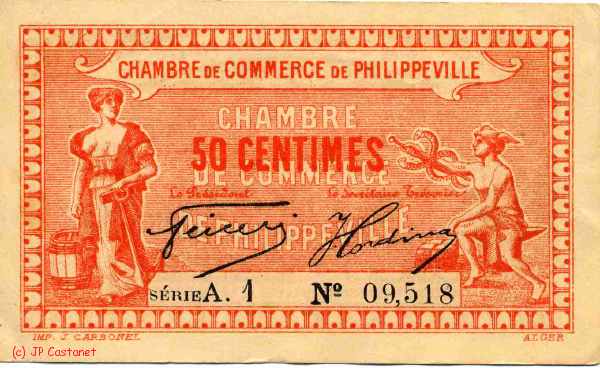 CHAMBRE DE COMMERCE DE PHILIPPEVILLE
CHAMBRE
50 CENTIMES
DE COMMERCE
Le Président Le Secrétaire Trésorier
DE PHILIPPEVILLE
SÉRIE A. 1 Nº 09,518
IMP. J. CARBONEL ALGER
(c) JP Castanet